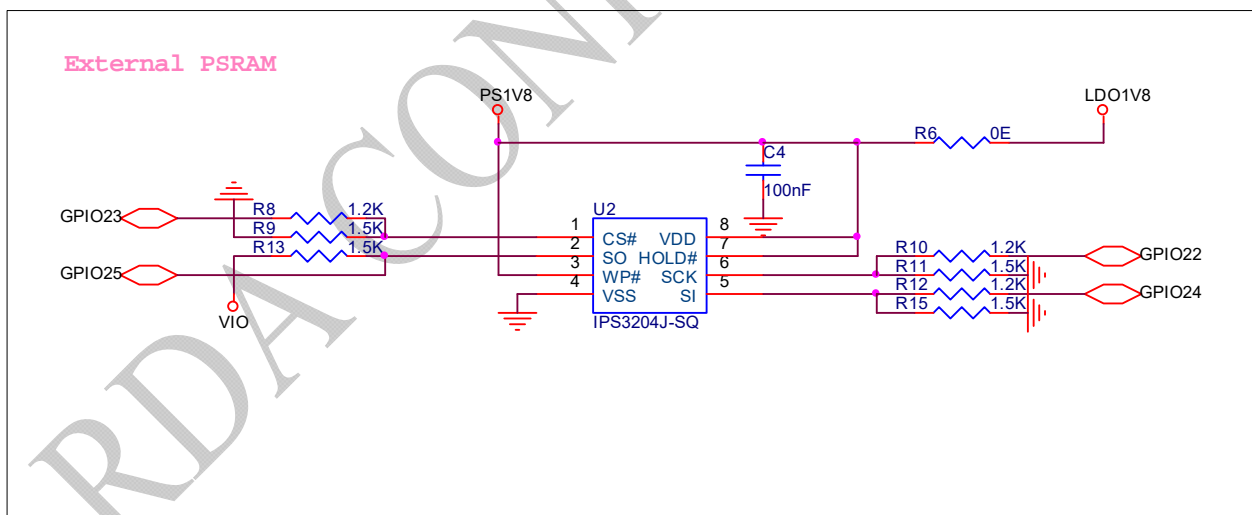 External PSRAM
PS1V8
LDO1V8
R6 0E
C4
100nF
GPIO23
R8 1.2K
R9 1.5K
R13 1.5K
GPIO25
VIO
U2
1 CS# VDD 8
2 SO HOLD# 7
3 WP# SCK 6
4 VSS SI 5
IPS3204J-SQ
R10 1.2K
R11 1.5K
R12 1.2K
R15 1.5K
GPIO22
GPIO24
RDA CON